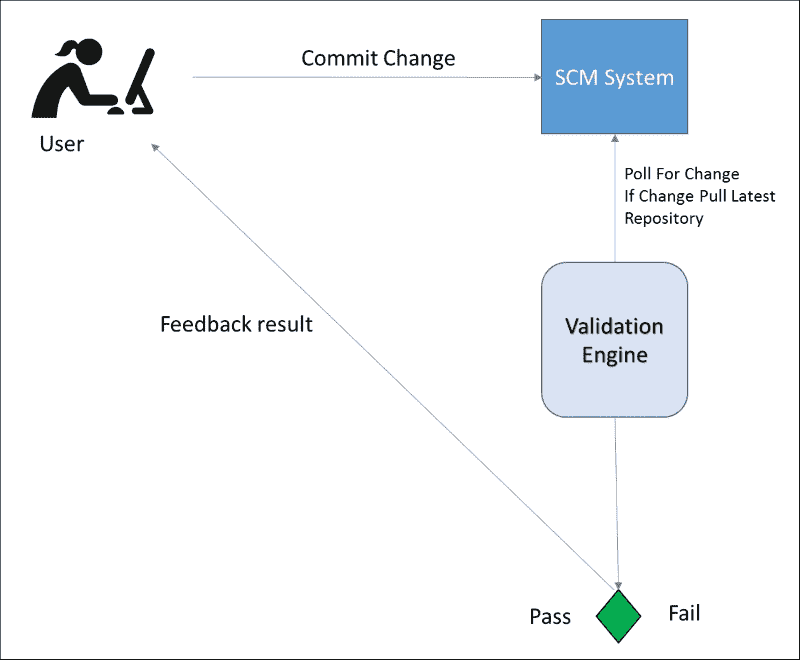 Commit Change
SCM System
User
Poll For Change
If Change Pull Latest
Repository
Feedback result
Validation
Engine
Pass
Fail